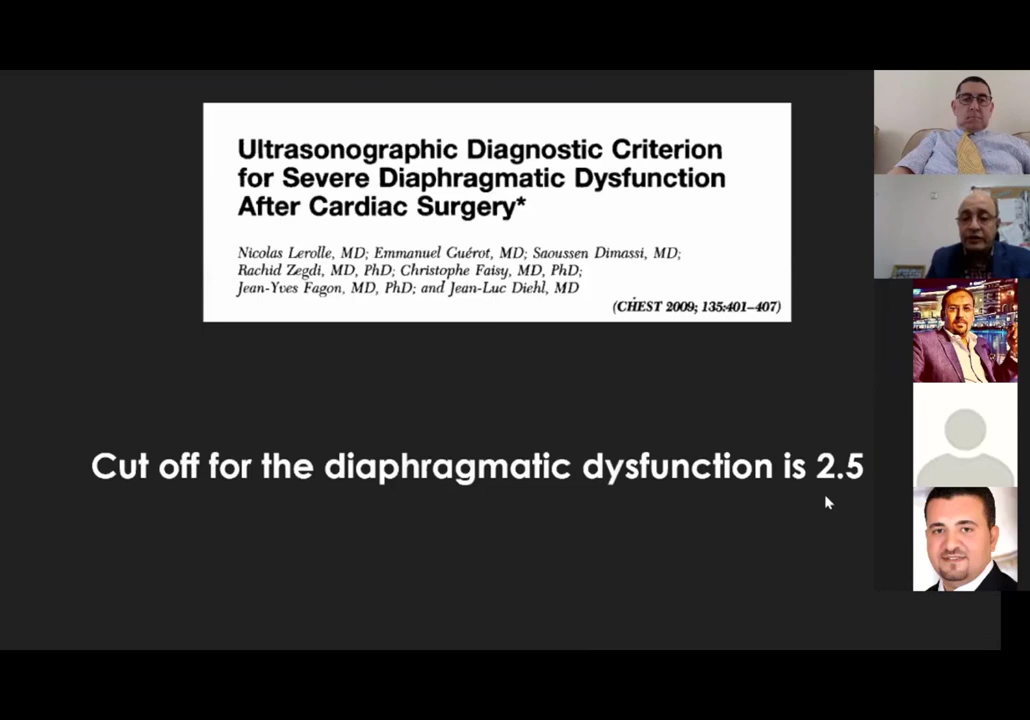 Ultrasonographic Diagnostic Criterion
for Severe Diaphragmatic Dysfunction
After Cardiac Surgery*
Nicolas Lerolle, MD; Emmanuel Guérot, MD; Saoussen Dimassi, MD;
Rachid Zegdi, MD, PhD; Christophe Faisy, MD, PhD;
Jean-Yves Fagon, MD, PhD; and Jean-Luc Diehl, MD
(CHEST 2009; 135:401–407)
Cut off for the diaphragmatic dysfunction is 2.5